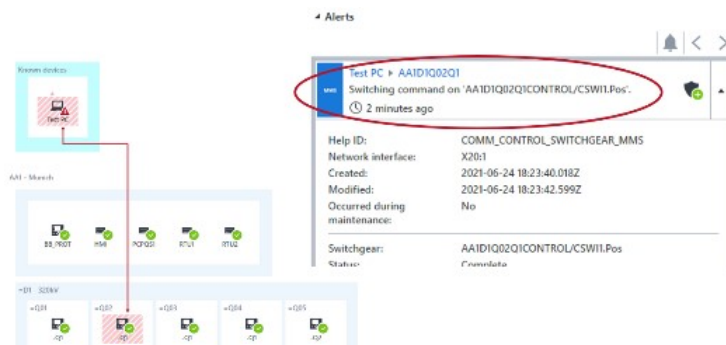 Alerts
Known devices
Test PC
AA1 - Munich
BB_PROT
HMI
PCPQS1
RTU1
RTU2
=D1 320kV
=Q01
=Q02
=Q03
=Q04
=Q05
MMS
Test PC ▸ AA1D1Q02Q1
Switching command on 'AA1D1Q02Q1CONTROL/CSWI1.Pos'.
2 minutes ago
Help ID: COMM_CONTROL_SWITCHGEAR_MMS
Network interface: X20:1
Created: 2021-06-24 18:23:40.018Z
Modified: 2021-06-24 18:23:42.599Z
Occurred during No
maintenance:
Switchgear: AA1D1Q02Q1CONTROL/CSWI1.Pos
Status: Complete